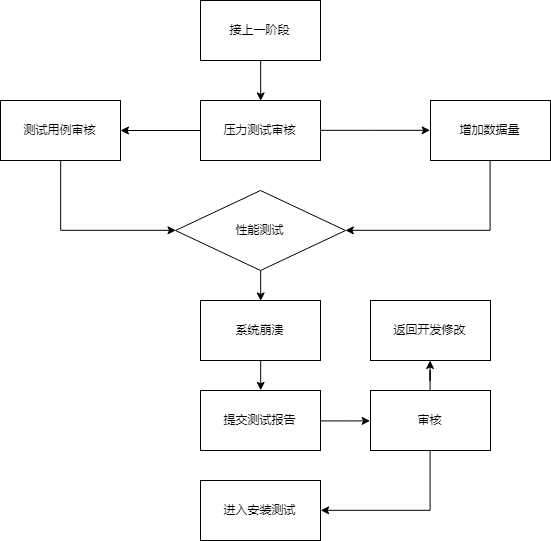 接上一阶段
测试用例审核
压力测试审核
增加数据量
性能测试
系统崩溃
返回开发修改
提交测试报告
审核
进入安装测试